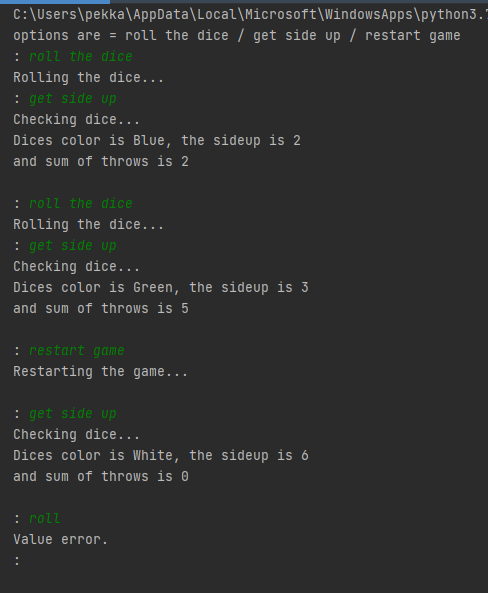 C:\Users\pekka\AppData\Local\Microsoft\WindowsApps\python3.
options are = roll the dice / get side up / restart game
: roll the dice
Rolling the dice...
: get side up
Checking dice...
Dices color is Blue, the sideup is 2
and sum of throws is 2
: roll the dice
Rolling the dice...
: get side up
Checking dice...
Dices color is Green, the sideup is 3
and sum of throws is 5
: restart game
Restarting the game...
: get side up
Checking dice...
Dices color is White, the sideup is 6
and sum of throws is 0
: roll
Value error.
: